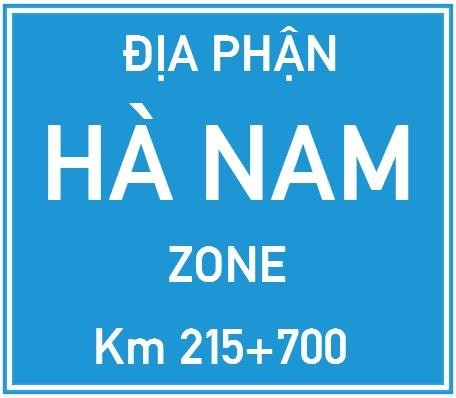 ĐỊA PHẬN
HÀ NAM
ZONE
Km 215+700